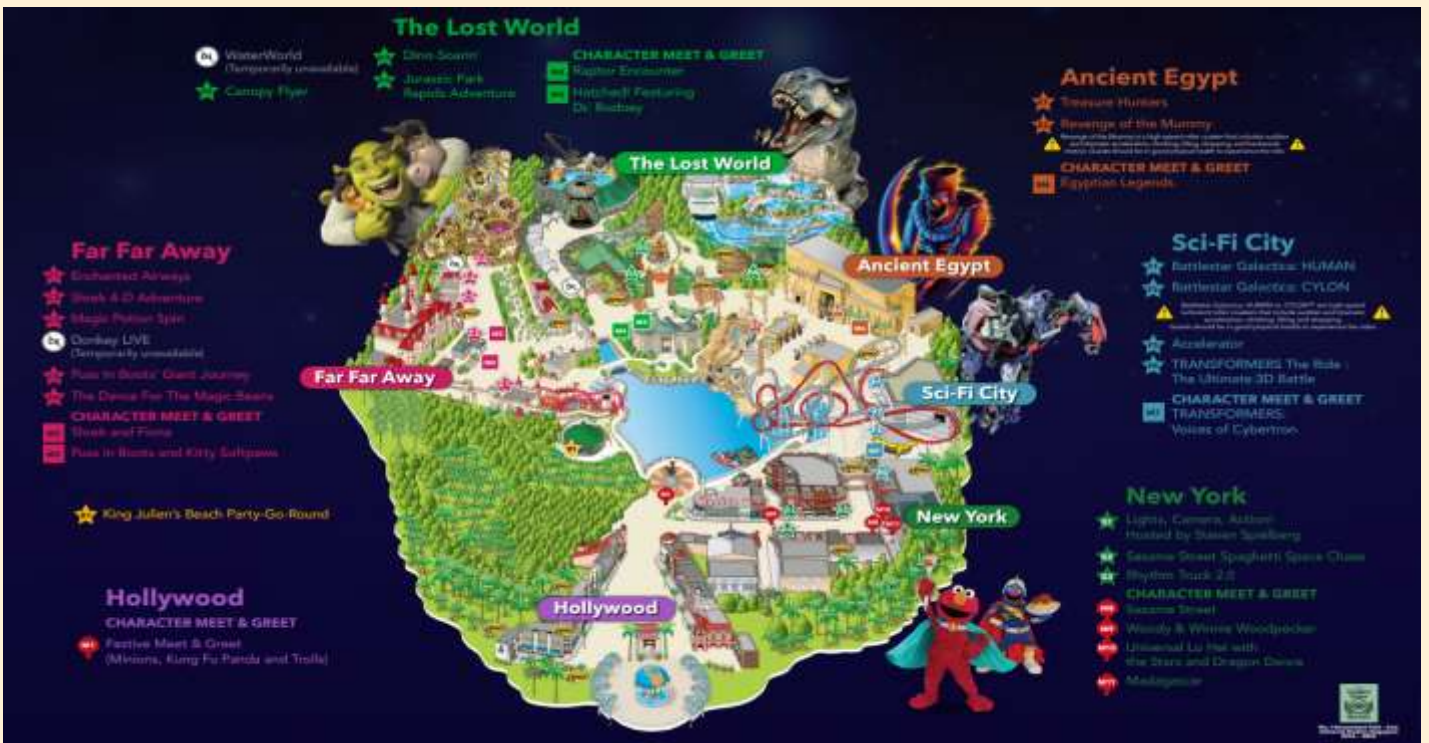 The Lost World
WaterWorld
(Temporarily unavailable)
Canopy Flyer
Dino-Soarin'
Jurassic Park
Rapids Adventure
CHARACTER MEET & GREET
Raptor Encounter
Hatched! Featuring
Dr. Rodney
Ancient Egypt
Treasure Hunters
Revenge of the Mummy
CHARACTER MEET & GREET
Egyptian Legends
The Lost World
Ancient Egypt
Far Far Away
Sci-Fi City
New York
Hollywood
Far Far Away
Enchanted Airways
Shrek 4-D Adventure
Magic Potion Spin
Donkey LIVE
(Temporarily unavailable)
Puss In Boots' Giant Journey
The Dance For The Magic Beans
CHARACTER MEET & GREET
Shrek and Fiona
Puss in Boots and Kitty Softpaws
King Julien's Beach Party-Go-Round
Hollywood
CHARACTER MEET & GREET
Festive Meet & Greet
(Minions, Kung Fu Panda and Trolls)
Sci-Fi City
Battlestar Galactica: HUMAN
Battlestar Galactica: CYLON
Accelerator
TRANSFORMERS The Ride :
The Ultimate 3D Battle
CHARACTER MEET & GREET
TRANSFORMERS:
Voices of Cybertron
New York
Lights, Camera, Action!
Hosted by Steven Spielberg
Sesame Street Spaghetti Space Chase
Rhythm Truck 2.0
CHARACTER MEET & GREET
Sesame Street
Woody & Winnie Woodpecker
Universal Lo Hei with
the Stars and Dragon Dance
Madagascar